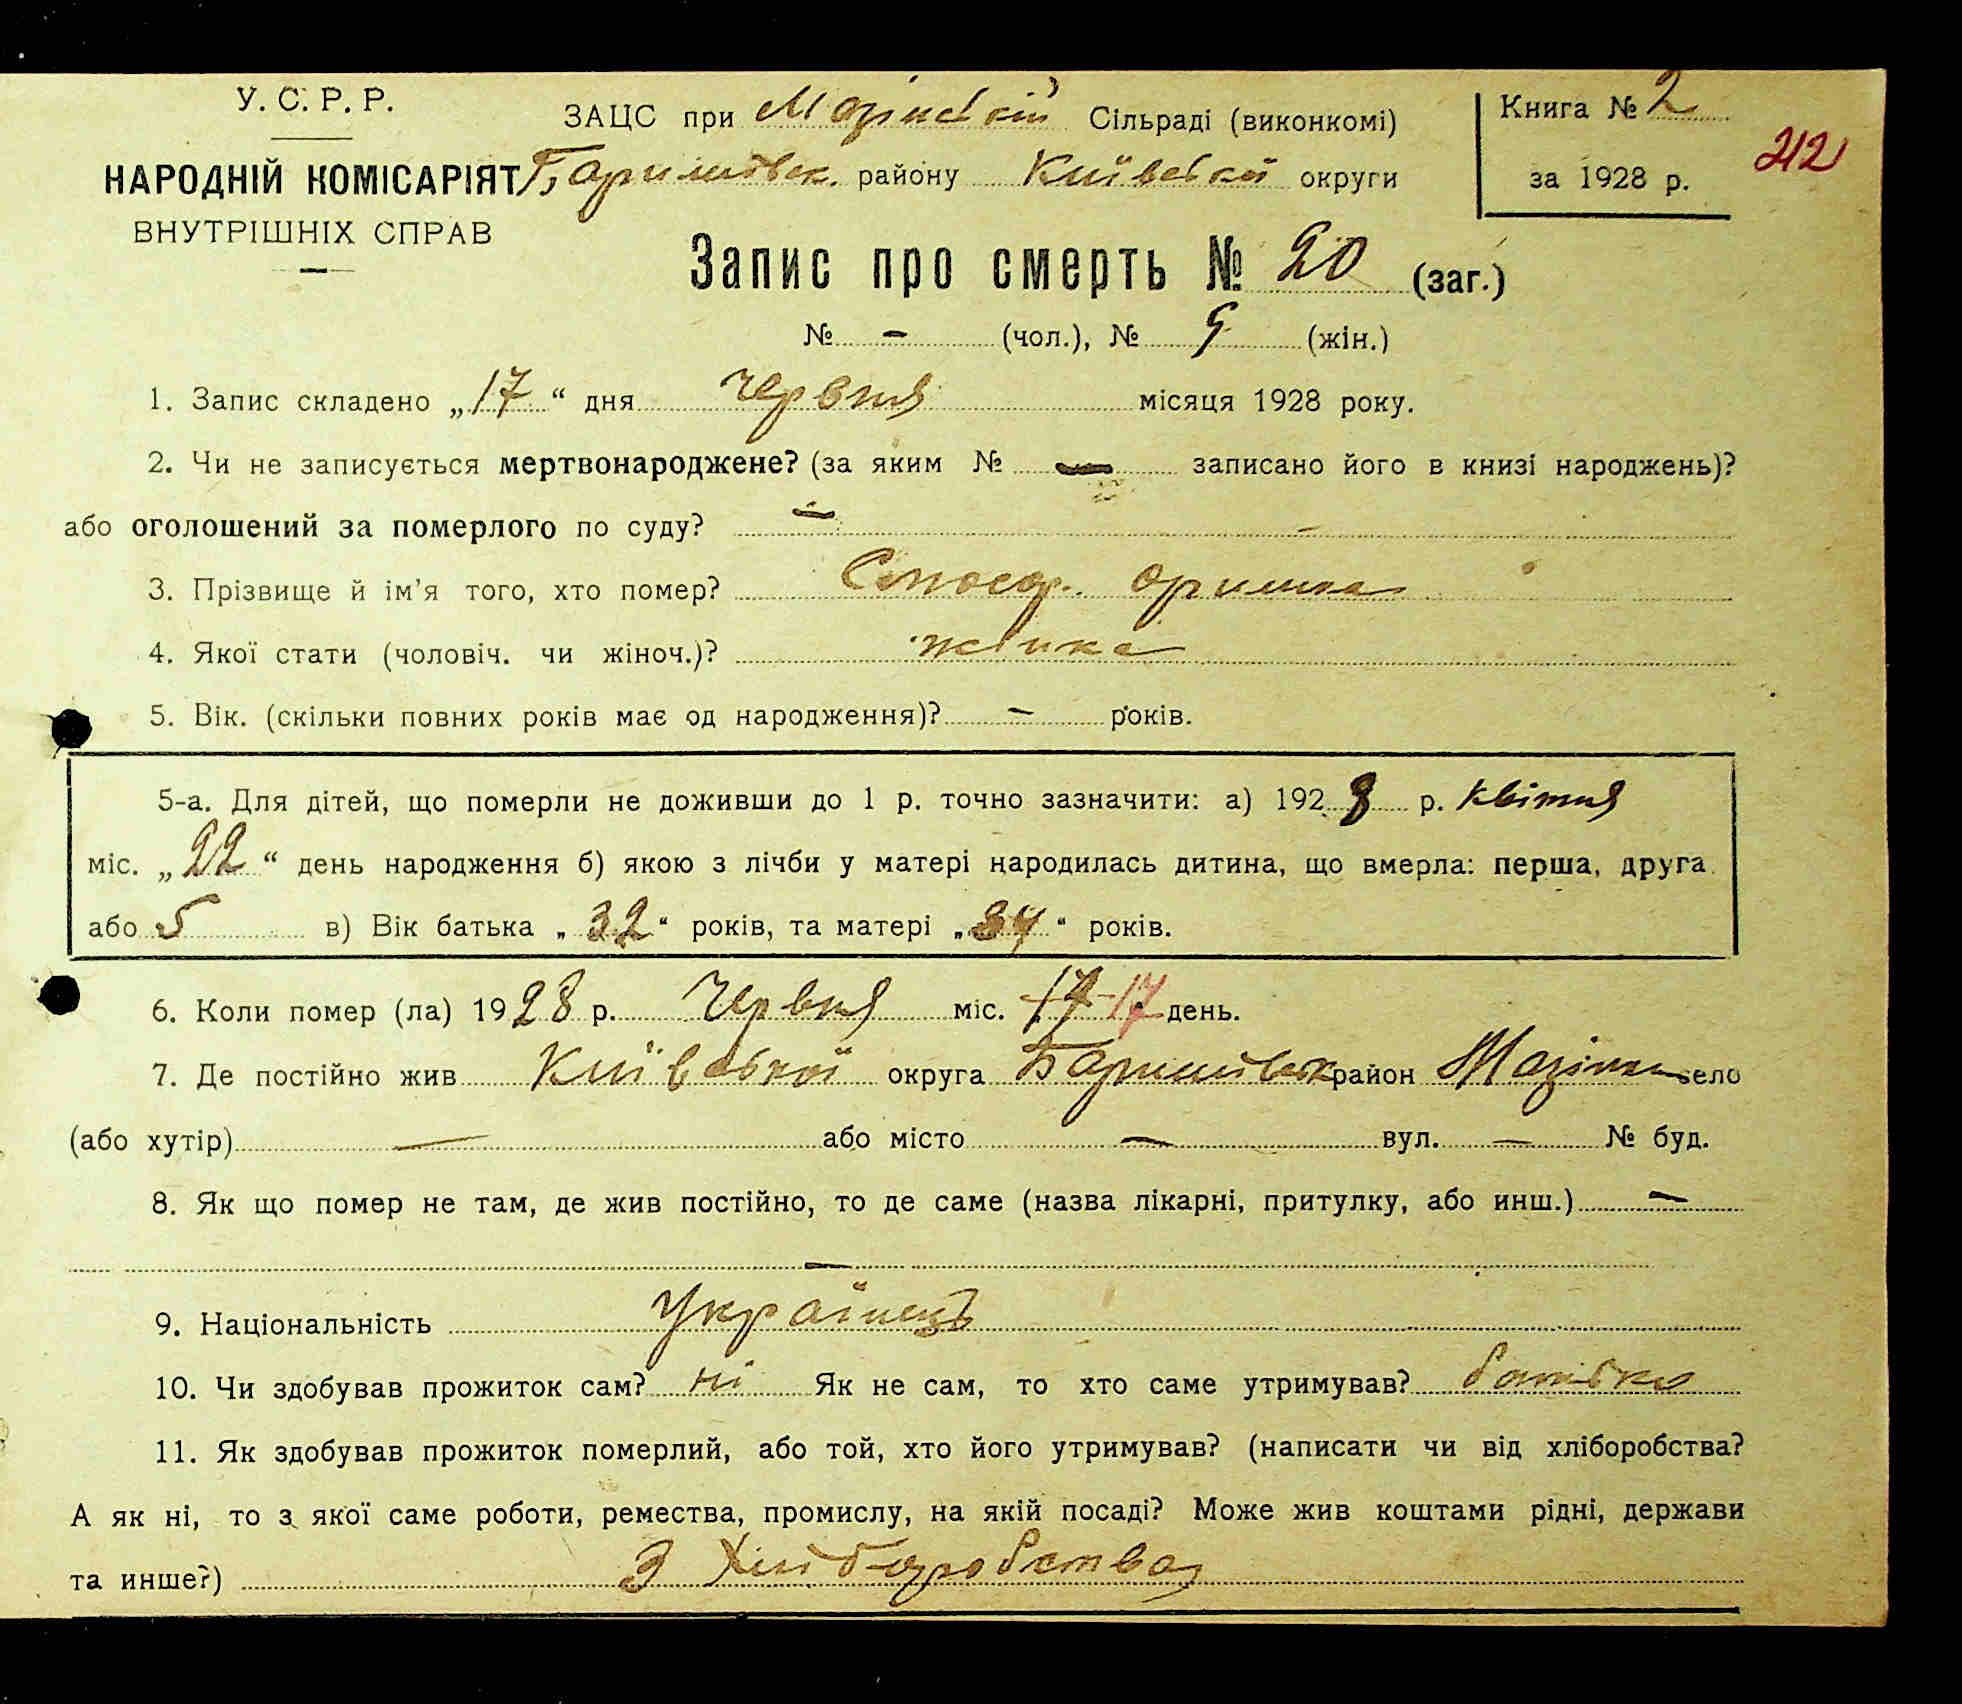 У. С. Р. Р.
НАРОДНІЙ КОМІСАРІЯТ
ВНУТРІШНІХ СПРАВ
ЗАЦС при Мазінській Сільраді (виконкомі)
Баришівськ. району Київської округи
Книга № 2
за 1928 р.
212
Запис про смерть № 20 (заг.)
№ — (чол.), № 9 (жін.)
1. Запис складено „17“ дня червня місяця 1928 року.
2. Чи не записується мертвонароджене? (за яким № — записано його в книзі народжень)?
або оголошений за померлого по суду? —
3. Прізвище й ім'я того, хто помер?
4. Якої стати (чоловіч. чи жіноч.)? жінка
5. Вік. (скільки повних років має од народження)? — років.
5-а. Для дітей, що померли не доживши до 1 р. точно зазначити: а) 1928 р. квітня
міс. „22“ день народження б) якою з лічби у матері народилась дитина, що вмерла: перша, друга
або 5 в) Вік батька „32“ років, та матері „34“ років.
6. Коли помер (ла) 1928 р. червня міс. 17 день.
7. Де постійно жив Київської округа Баришівськ район Мазінки село
(або хутір) — або місто — вул. — № буд.
8. Як що помер не там, де жив постійно, то де саме (назва лікарні, притулку, або инш.) —
—
9. Національність Українець
10. Чи здобував прожиток сам? ні Як не сам, то хто саме утримував? батько
11. Як здобував прожиток померлий, або той, хто його утримував? (написати чи від хліборобства?
А як ні, то з якої саме роботи, ремества, промислу, на якій посаді? Може жив коштами рідні, держави
та инше?) З хліборобства